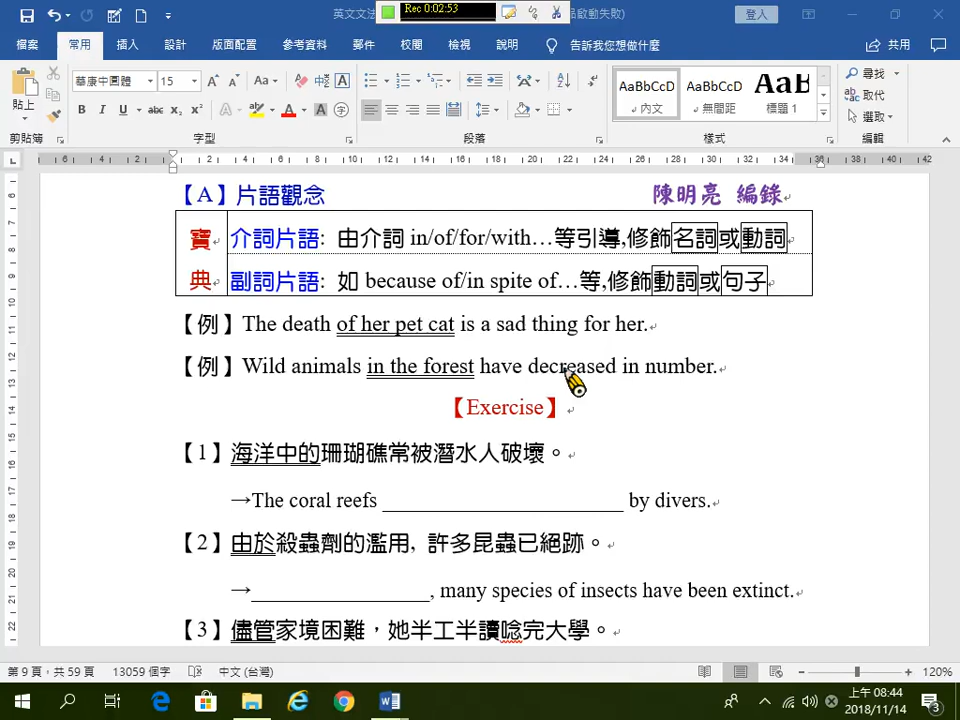 英文文法
Rec 0:02:53
品啟動失敗)
登入
檔案 常用 插入 設計 版面配置 參考資料 郵件 校閱 檢視 說明 告訴我您想做什麼 共用
貼上
華康中圓體 15
AaBbCcD AaBbCcD AaBbC
內文 無間距 標題 1
尋找
取代
選取
剪貼簿 字型 段落 樣式 編輯
【A】片語觀念 陳明亮 編錄
寶典
介詞片語: 由介詞 in/of/for/with…等引導,修飾名詞或動詞
副詞片語: 如 because of/in spite of…等,修飾動詞或句子
【例】The death of her pet cat is a sad thing for her.
【例】Wild animals in the forest have decreased in number.
【Exercise】
【1】海洋中的珊瑚礁常被潛水人破壞。
→The coral reefs ______________________ by divers.
【2】由於殺蟲劑的濫用, 許多昆蟲已絕跡。
→________________, many species of insects have been extinct.
【3】儘管家境困難，她半工半讀唸完大學。
第 9 頁，共 59 頁 13059 個字 中文 (台灣) 120%
上午 08:44
2018/11/14
3